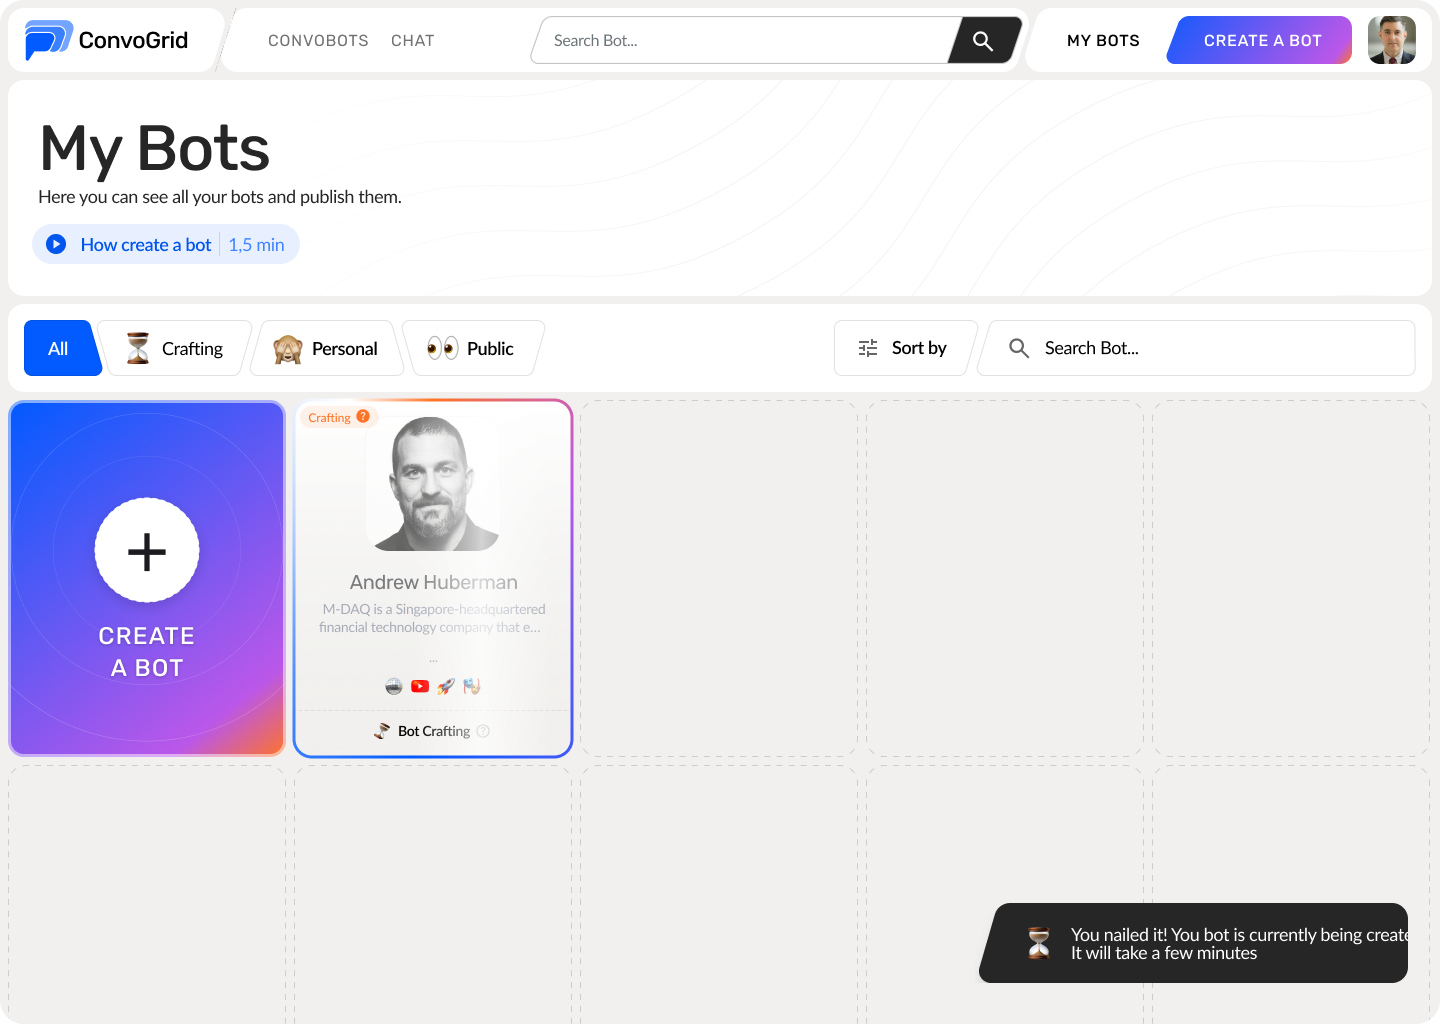 ConvoGrid
CONVOBOTS CHAT
Search Bot...
MY BOTS
CREATE A BOT
My Bots
Here you can see all your bots and publish them.
How create a bot 1,5 min
All
Crafting
Personal
Public
Sort by
Search Bot...
CREATE
A BOT
Crafting ?
Andrew Huberman
M-DAQ is a Singapore-headquartered
financial technology company that e...
...
Bot Crafting ?
You nailed it! You bot is currently being create
It will take a few minutes